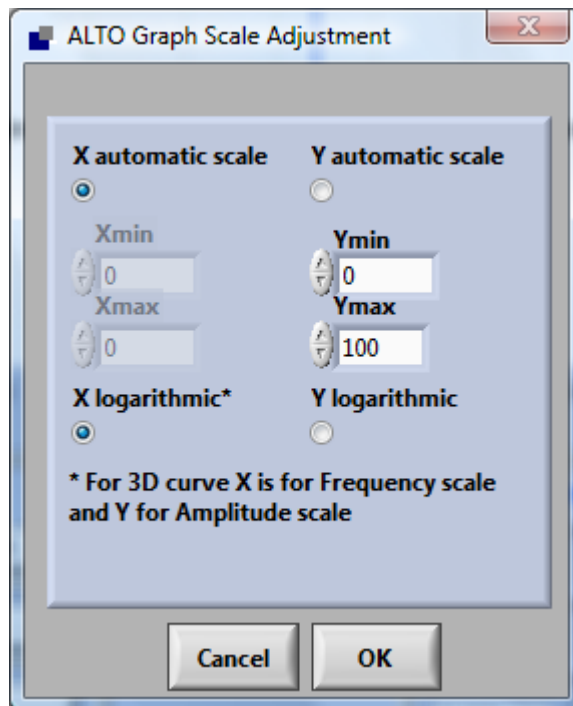 ALTO Graph Scale Adjustment
X automatic scale Y automatic scale
Xmin Ymin
0 0
Xmax Ymax
0 100
X logarithmic* Y logarithmic
* For 3D curve X is for Frequency scale
and Y for Amplitude scale
Cancel OK